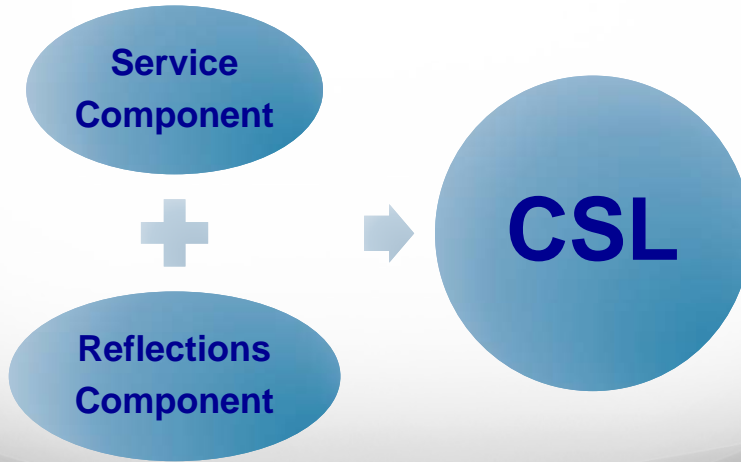 Service
Component
Reflections
Component
CSL